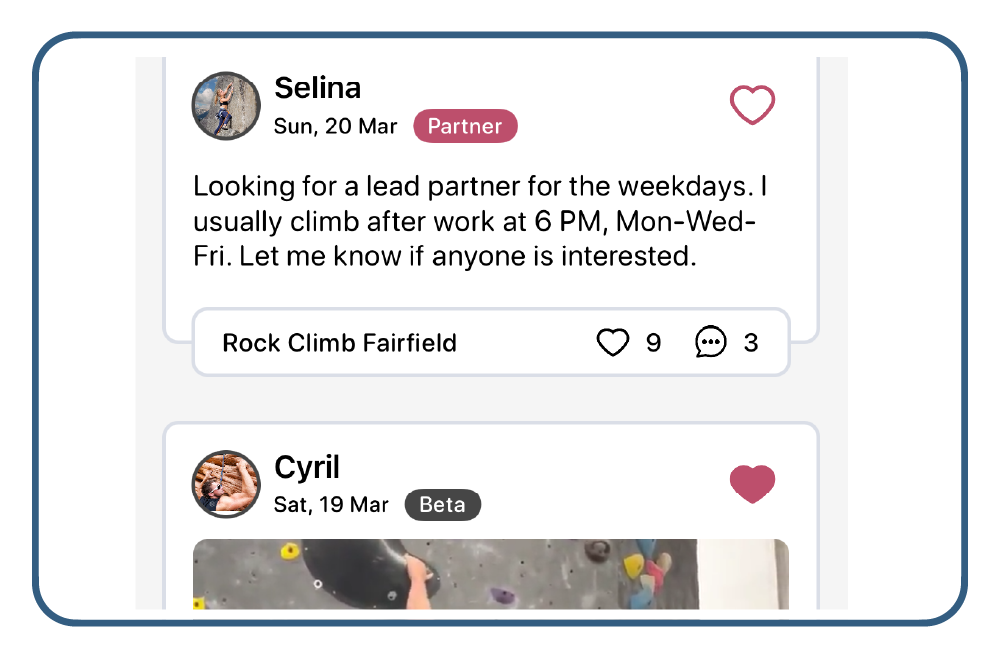 Selina
Sun, 20 Mar Partner
Looking for a lead partner for the weekdays. I
usually climb after work at 6 PM, Mon-Wed-
Fri. Let me know if anyone is interested.
Rock Climb Fairfield 9 3
Cyril
Sat, 19 Mar Beta